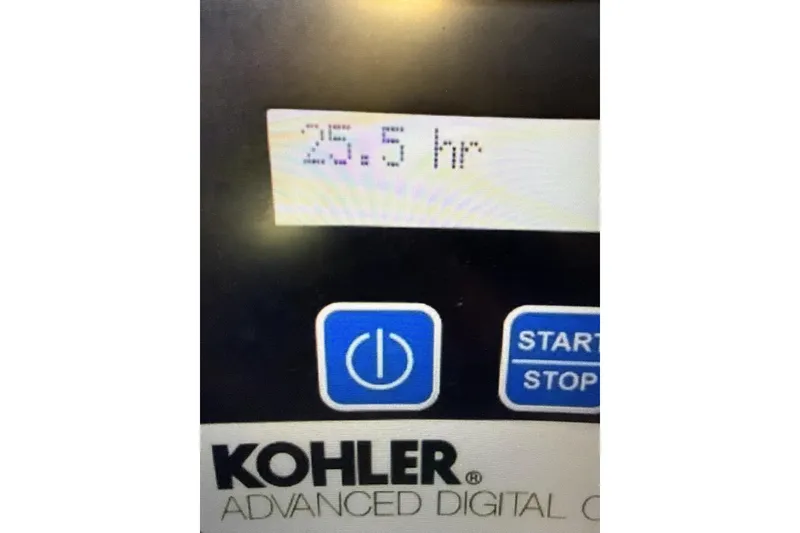 25.5 hr
START
STOP
KOHLER®
ADVANCED DIGITAL